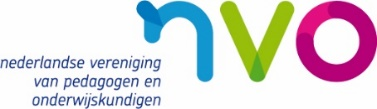 nvo
nederlandse vereniging
van pedagogen en
onderwijskundigen